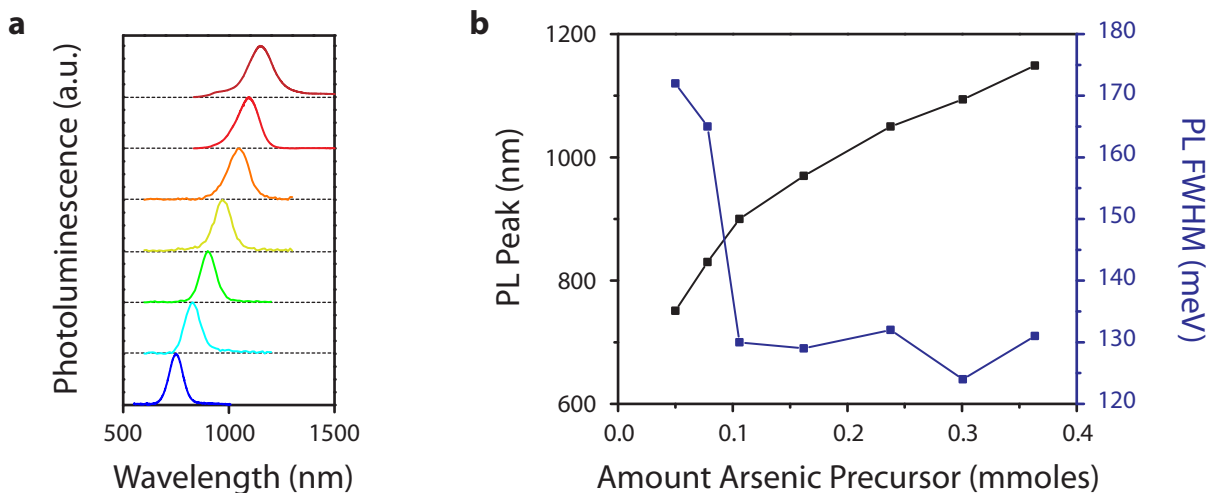 a
Photoluminescence (a.u.)
500
1000
1500
Wavelength (nm)
b
PL Peak (nm)
1200
1000
800
600
0.0
0.1
0.2
0.3
0.4
Amount Arsenic Precursor (mmoles)
180
170
160
150
140
130
120
PL FWHM (meV)